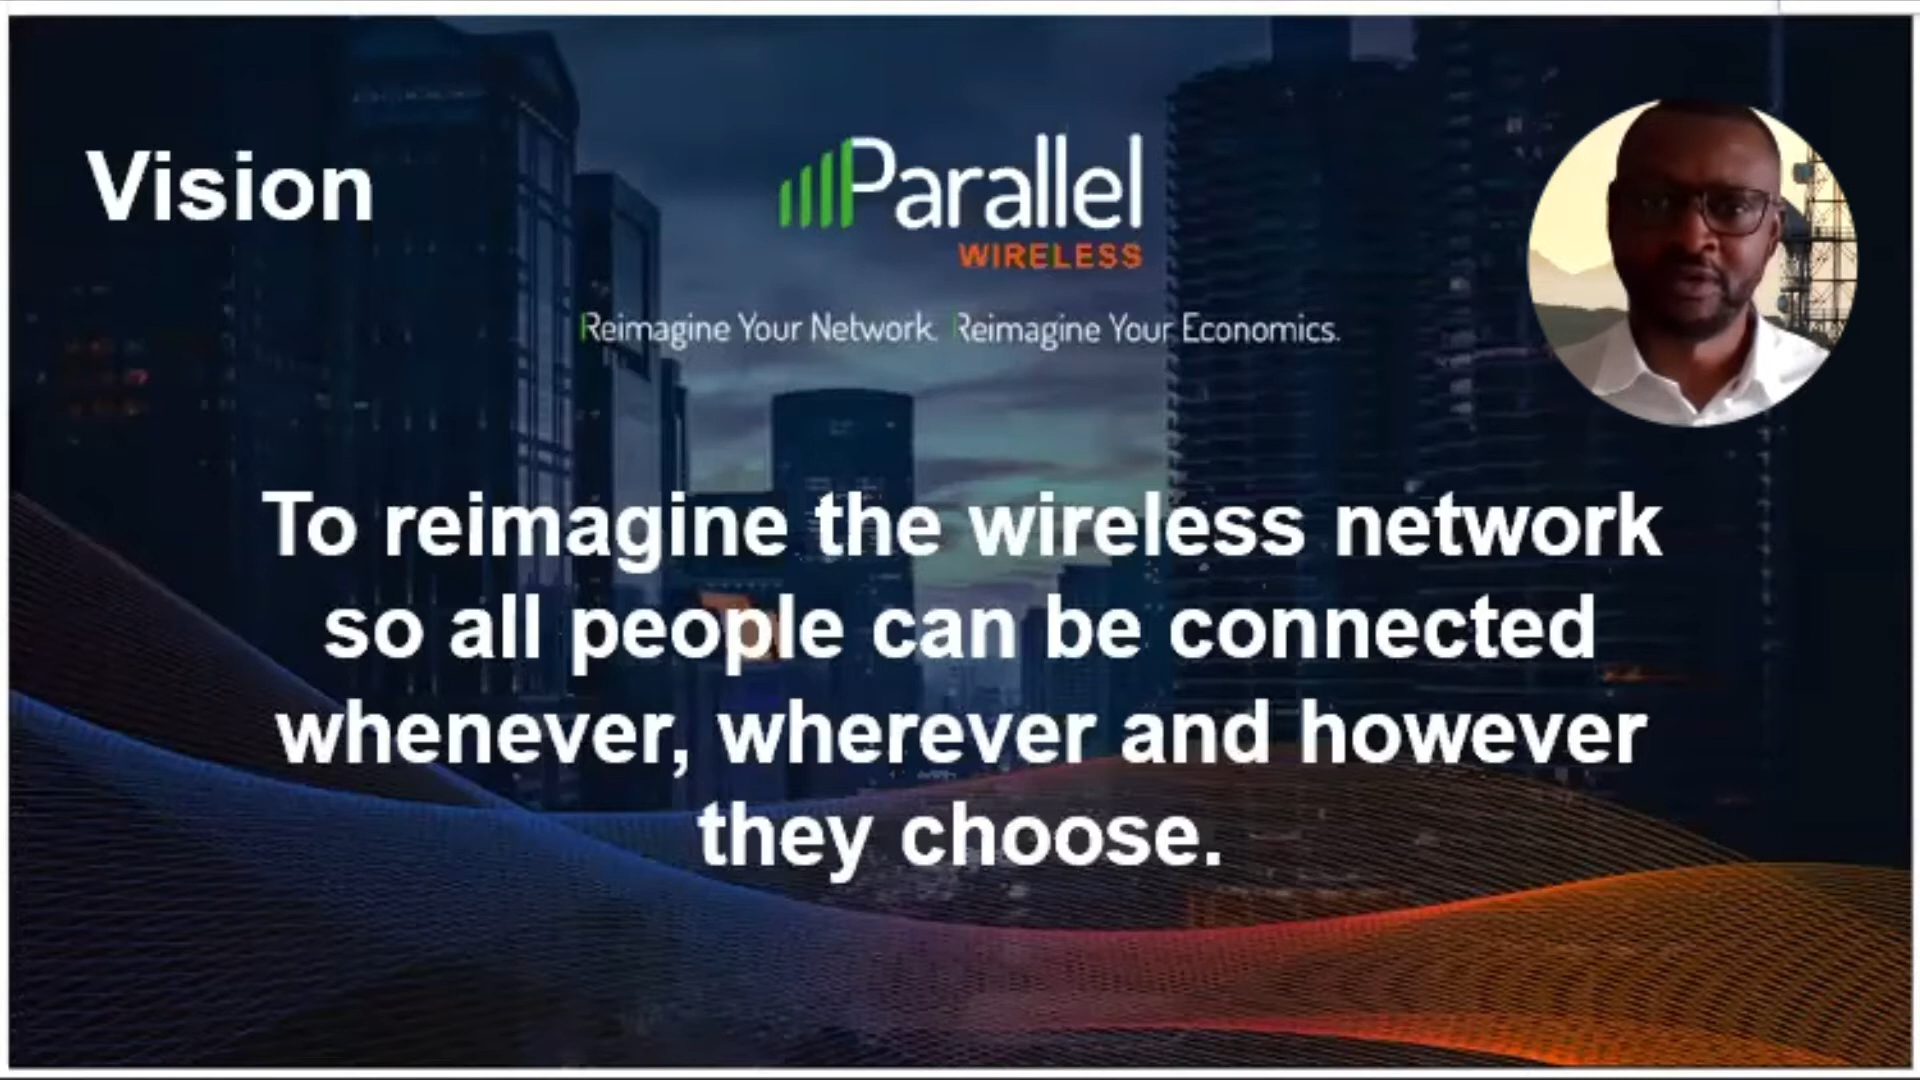 Vision
Parallel
WIRELESS
Reimagine Your Network. Reimagine Your Economics.
To reimagine the wireless network
so all people can be connected
whenever, wherever and however
they choose.